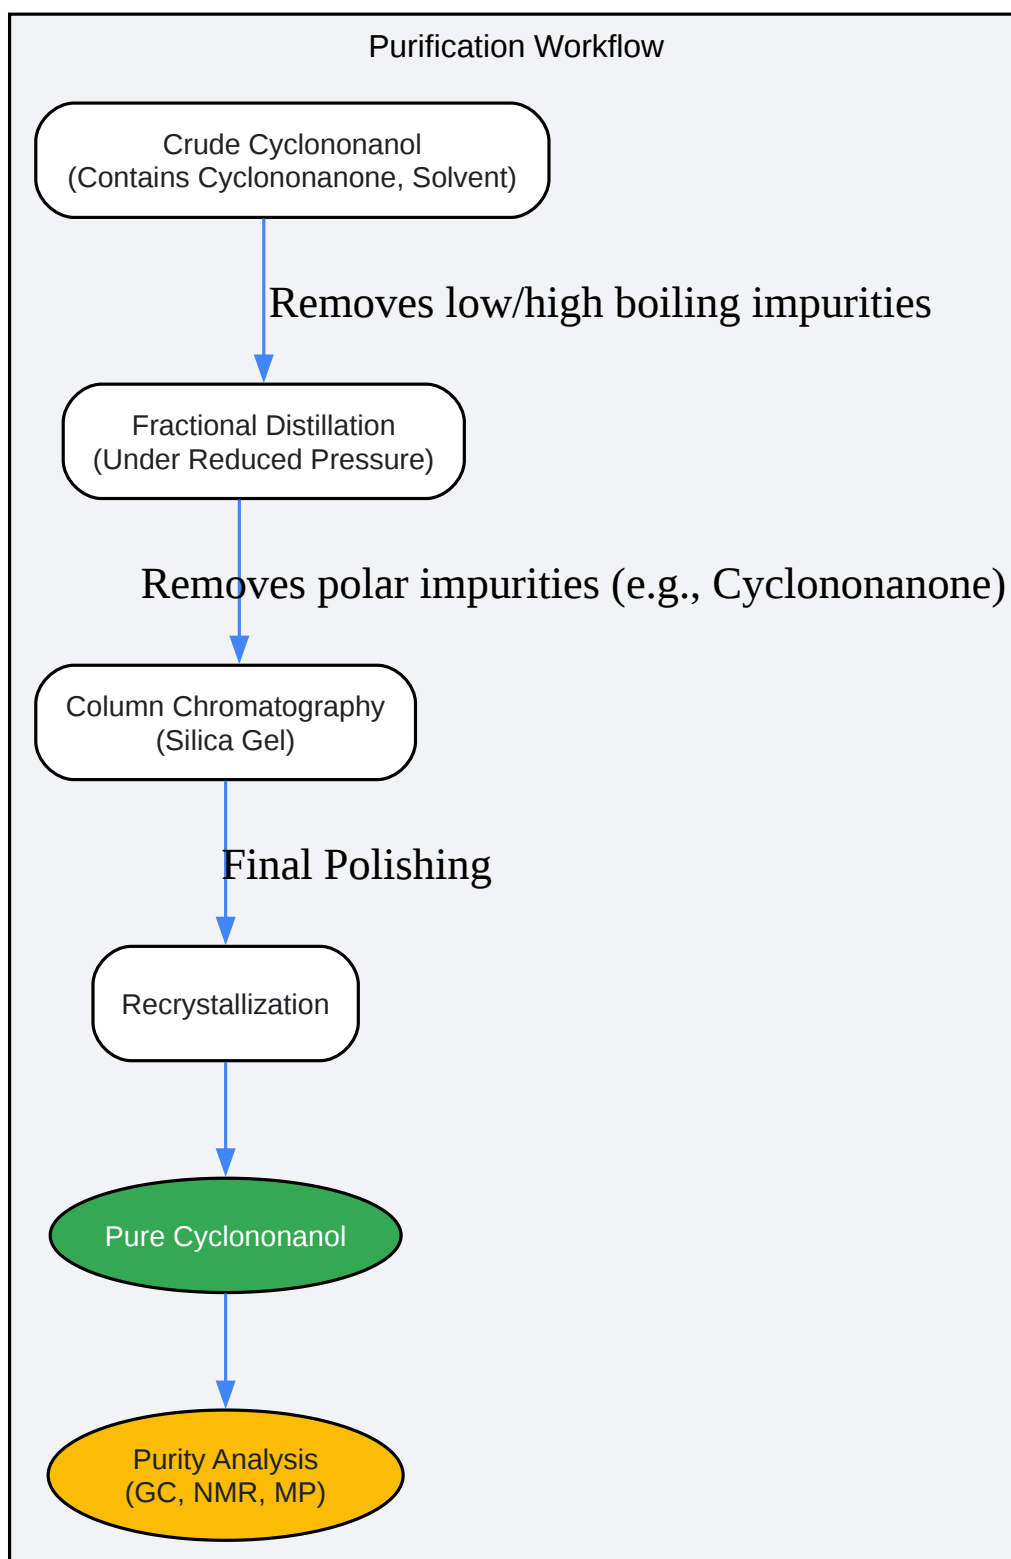 Purification Workflow
Crude Cyclononanol
(Contains Cyclononanone, Solvent)
Removes low/high boiling impurities
Fractional Distillation
(Under Reduced Pressure)
Removes polar impurities (e.g., Cyclononanone)
Column Chromatography
(Silica Gel)
Final Polishing
Recrystallization
Pure Cyclononanol
Purity Analysis
(GC, NMR, MP)